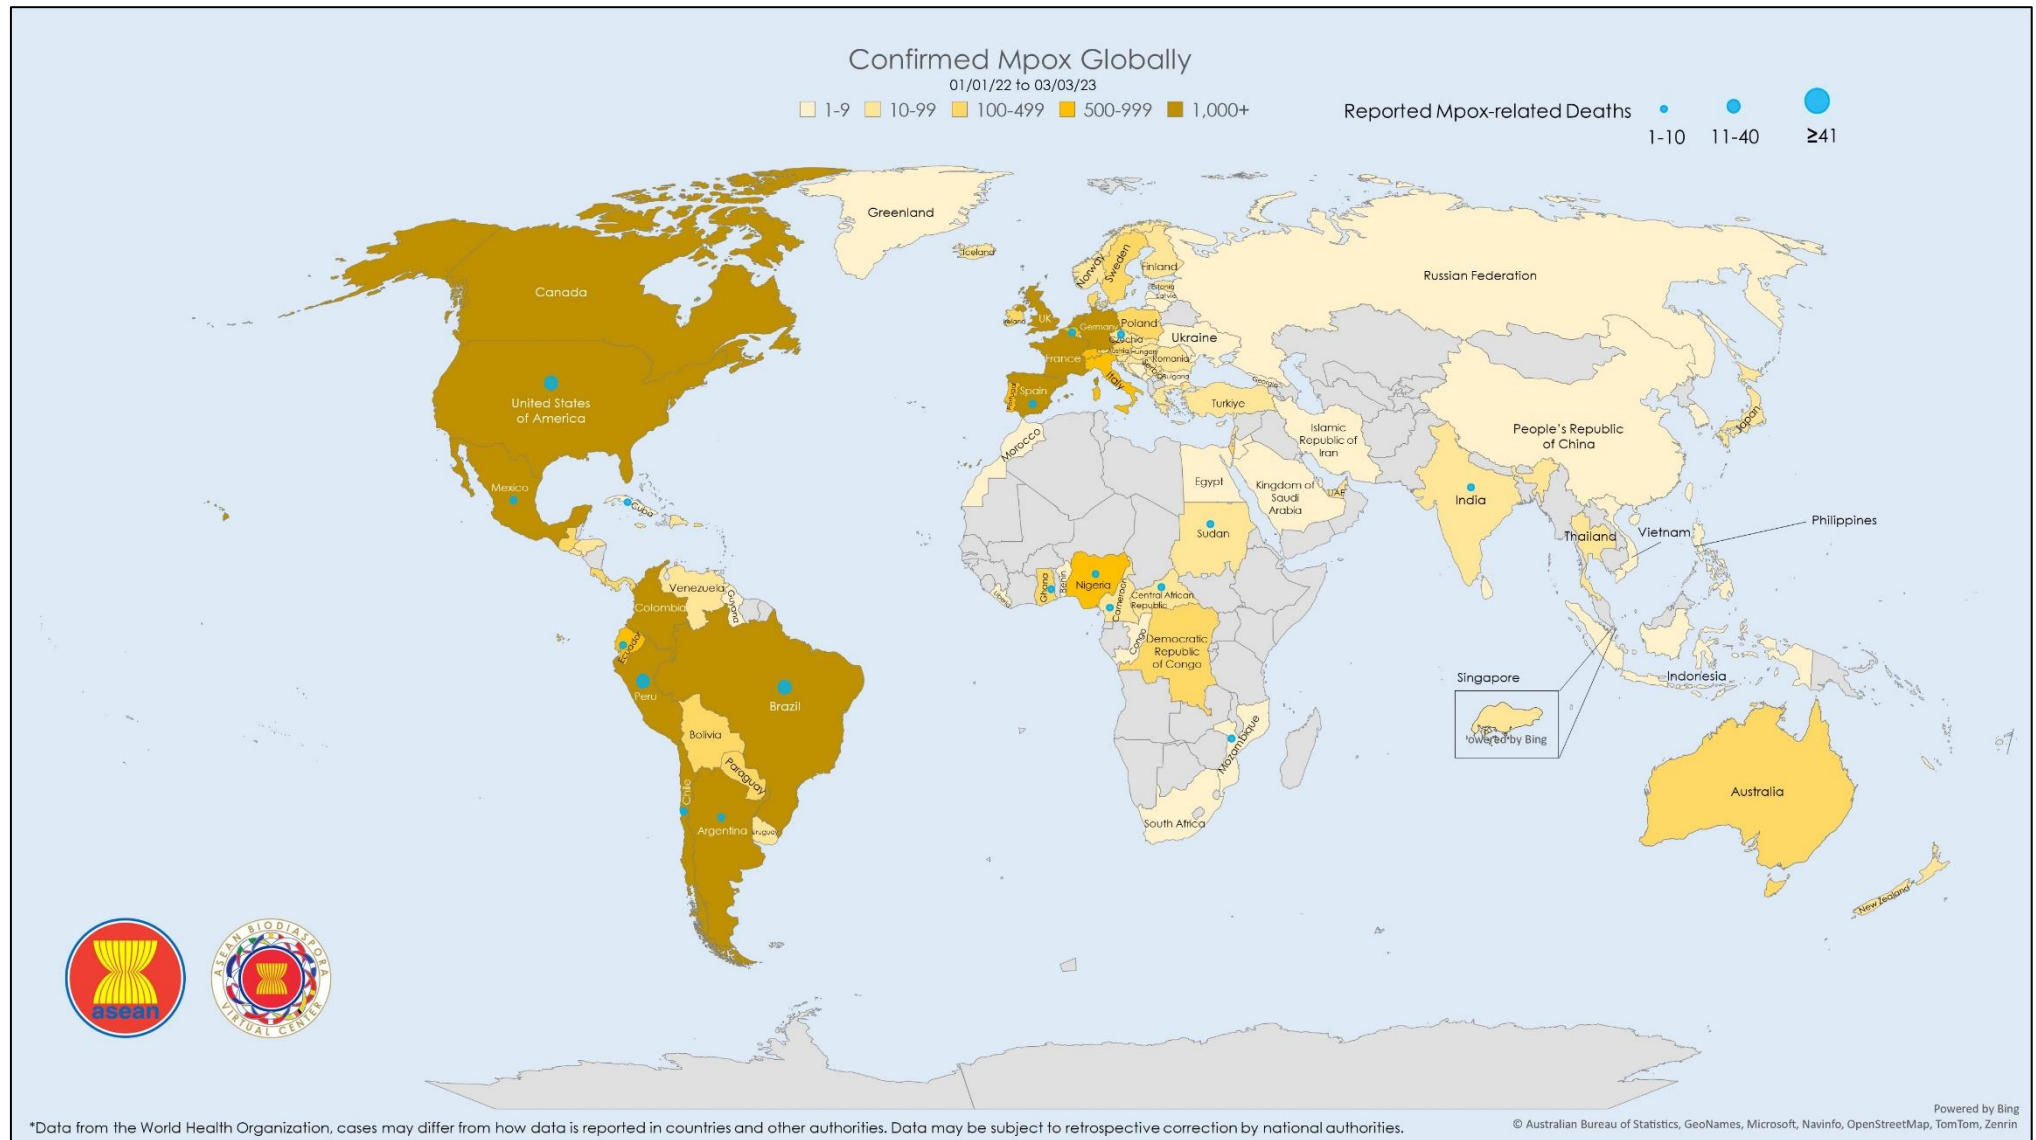 Confirmed Mpox Globally
01/01/22 to 03/03/23
1-9 10-99 100-499 500-999 1,000+
Reported Mpox-related Deaths
1-10 11-40 ≥41
Greenland
Iceland
Norway
Sweden
Finland
Estonia
Latvia
Russian Federation
Canada
Ireland
UK
Germany
Poland
Czechia
Ukraine
France
Austria
Hungary
Romania
Serbia
Bulgaria
Italy
Portugal
Spain
Georgia
Turkiye
United States
of America
Islamic
Republic of
Iran
People's Republic
of China
Japan
Morocco
Mexico
Cuba
Egypt
Kingdom of
Saudi
Arabia
UAE
India
Sudan
Thailand
Vietnam
Philippines
Venezuela
Guyana
Colombia
Liberia
Ghana
Benin
Nigeria
Cameroon
Central African
Republic
Congo
Democratic
Republic
of Congo
Ecuador
Peru
Brazil
Singapore
Powered by Bing
Indonesia
Bolivia
Paraguay
Mozambique
Chile
Argentina
Uruguay
South Africa
Australia
New Zealand
asean
ASEAN BIODIASPORA
VIRTUAL CENTER
Powered by Bing
*Data from the World Health Organization, cases may differ from how data is reported in countries and other authorities. Data may be subject to retrospective correction by national authorities.
© Australian Bureau of Statistics, GeoNames, Microsoft, Navinfo, OpenStreetMap, TomTom, Zenrin